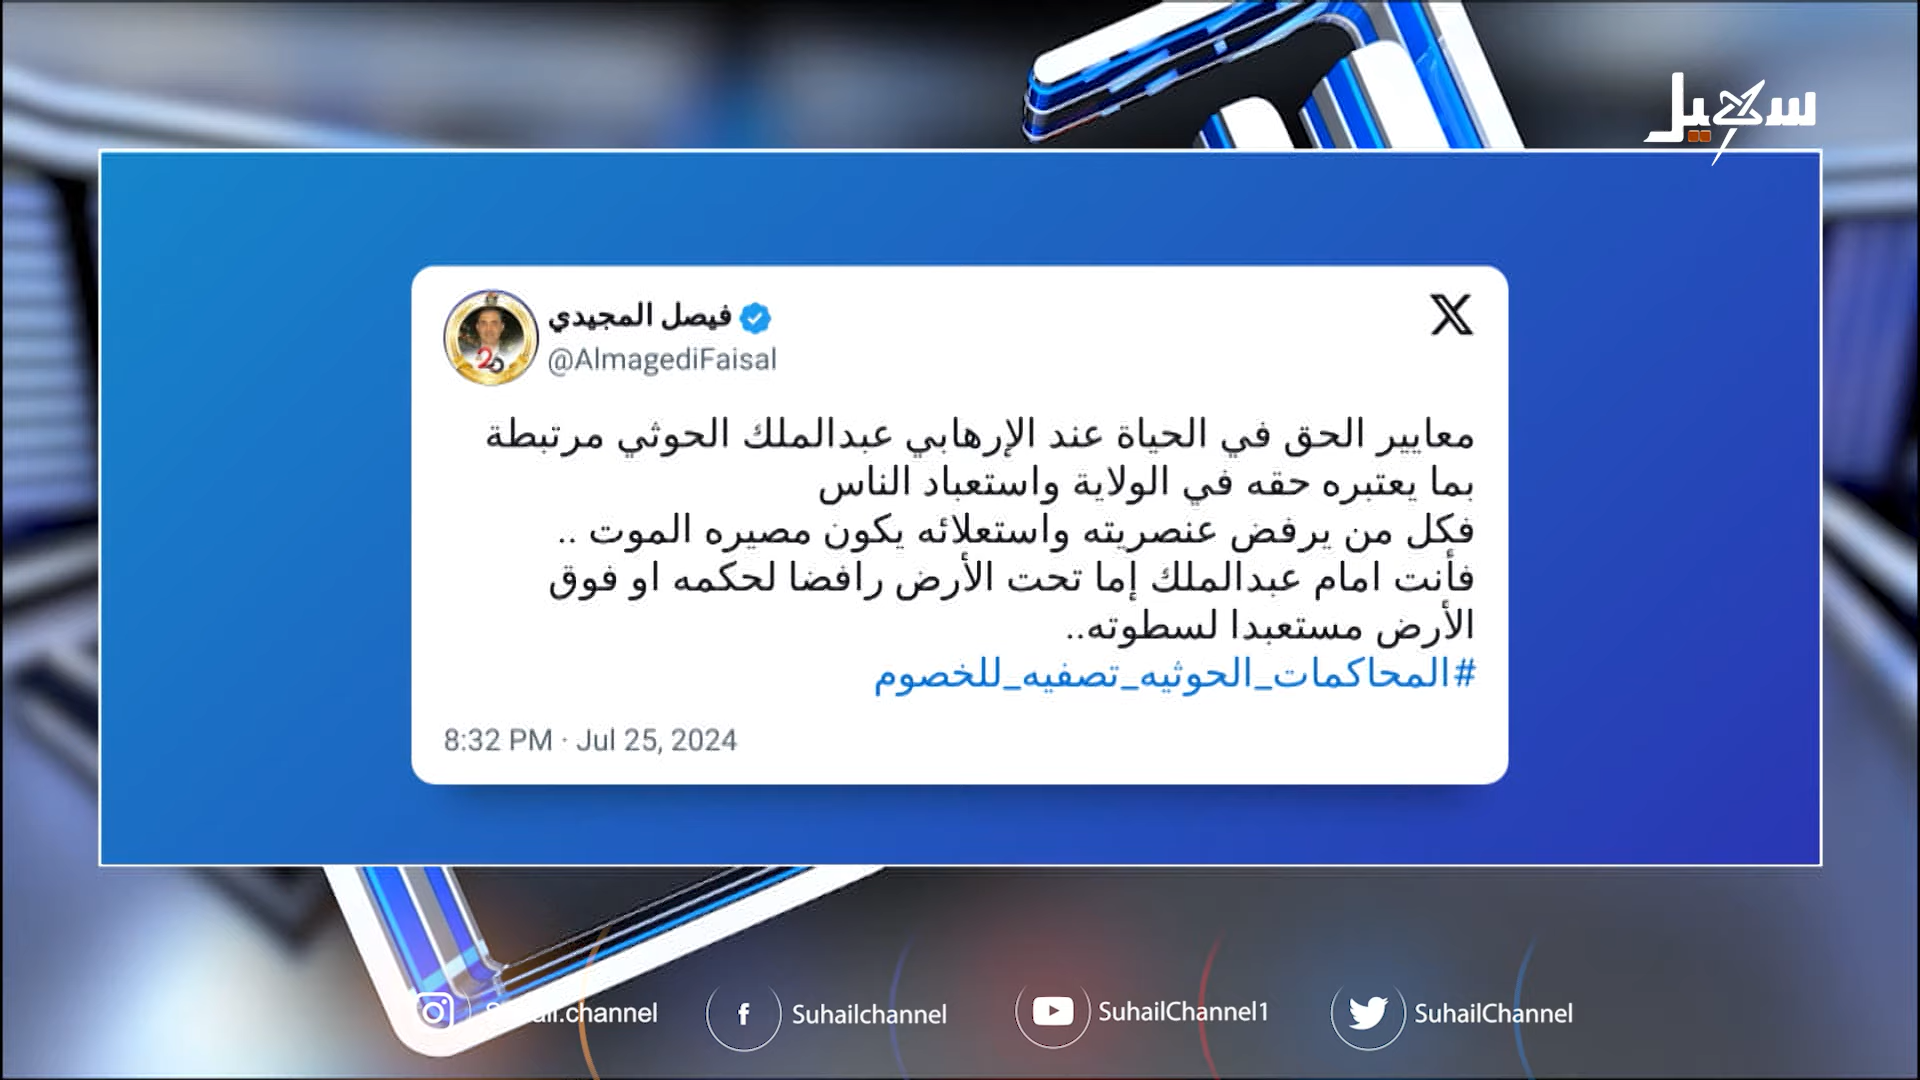 سهيل
فيصل المجيدي
@AlmagediFaisal
معايير الحق في الحياة عند الإرهابي عبدالملك الحوثي مرتبطة
بما يعتبره حقه في الولاية واستعباد الناس
فكل من يرفض عنصريته واستعلائه يكون مصيره الموت ..
فأنت امام عبدالملك إما تحت الأرض رافضا لحكمه او فوق
الأرض مستعبدا لسطوته..
#المحاكمات_الحوثيه_تصفيه_للخصوم
8:32 PM · Jul 25, 2024
Suhail.channel
Suhailchannel
SuhailChannel1
SuhailChannel